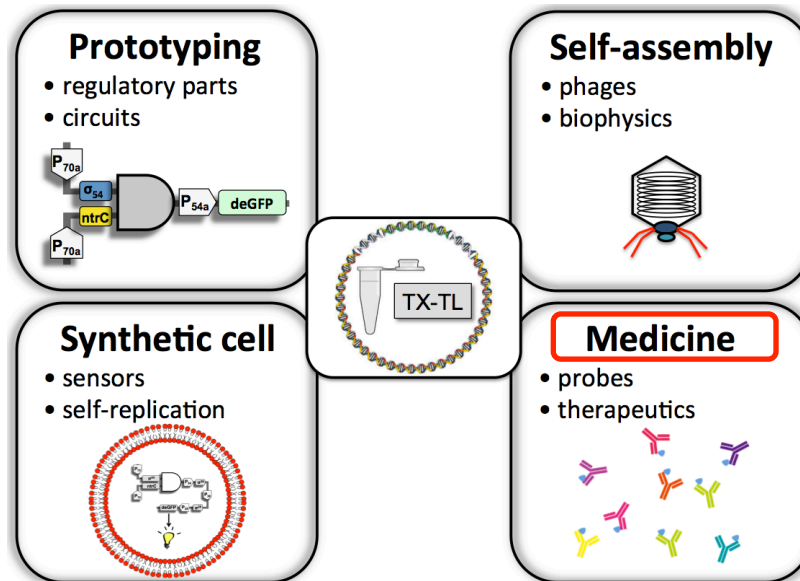 Prototyping
• regulatory parts
• circuits
P70a
σ54
ntrC
P70a
P54a
deGFP
Self-assembly
• phages
• biophysics
TX-TL
Synthetic cell
• sensors
• self-replication
deGFP
Medicine
• probes
• therapeutics